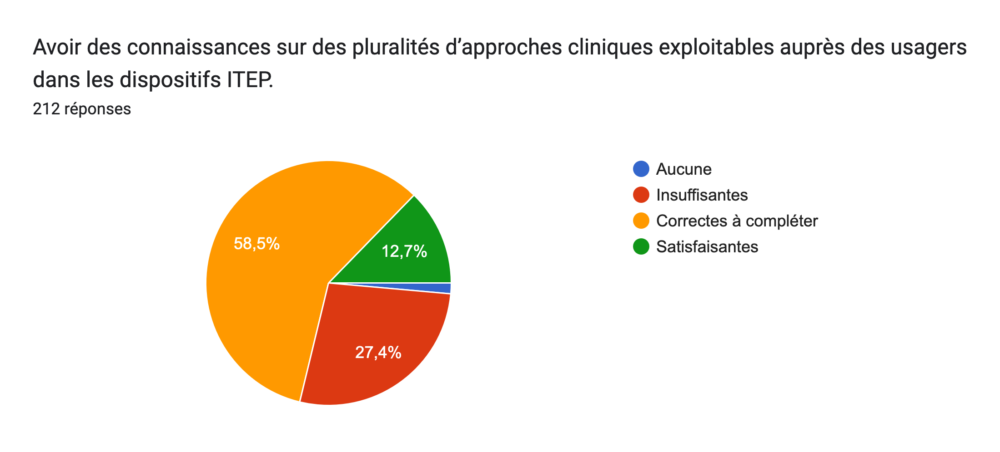 Avoir des connaissances sur des pluralités d’approches cliniques exploitables auprès des usagers
dans les dispositifs ITEP.
212 réponses
Aucune
Insuffisantes
Correctes à compléter
Satisfaisantes
58,5%
12,7%
27,4%